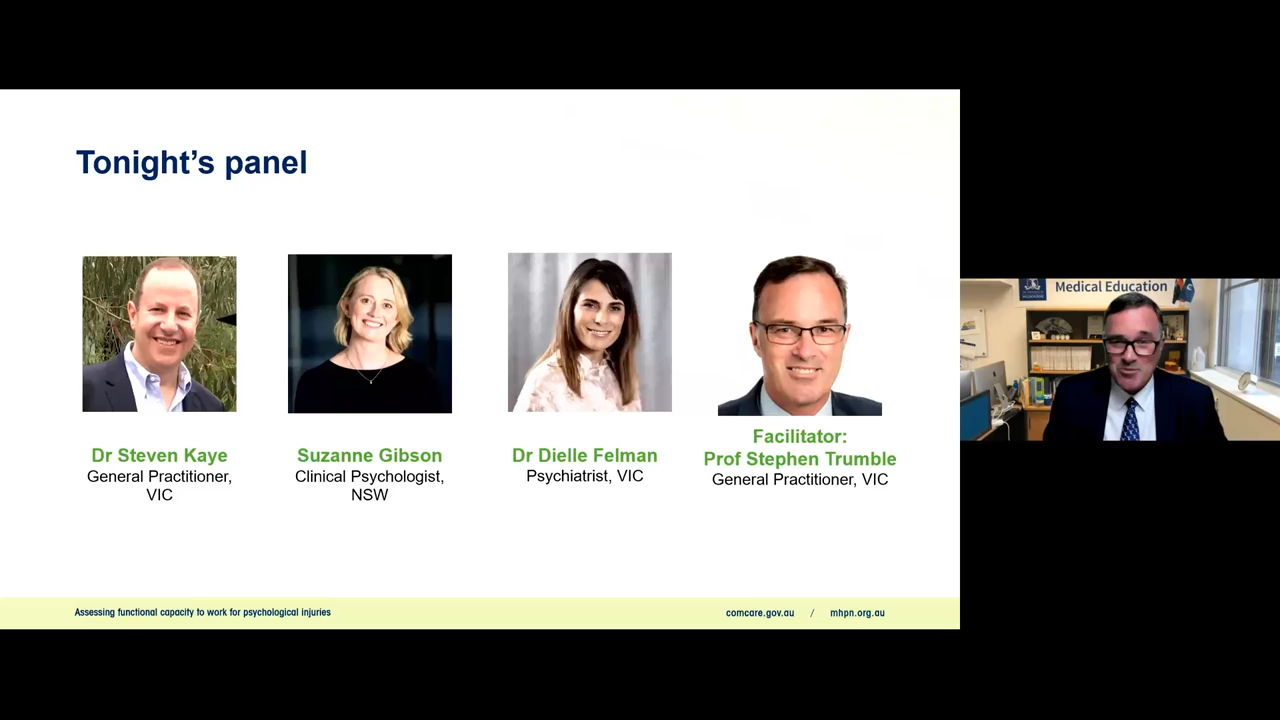 Tonight's panel
Dr Steven Kaye
General Practitioner,
VIC
Suzanne Gibson
Clinical Psychologist,
NSW
Dr Dielle Felman
Psychiatrist, VIC
Facilitator:
Prof Stephen Trumble
General Practitioner, VIC
Medical Education
Assessing functional capacity to work for psychological injuries
comcare.gov.au / mhpn.org.au